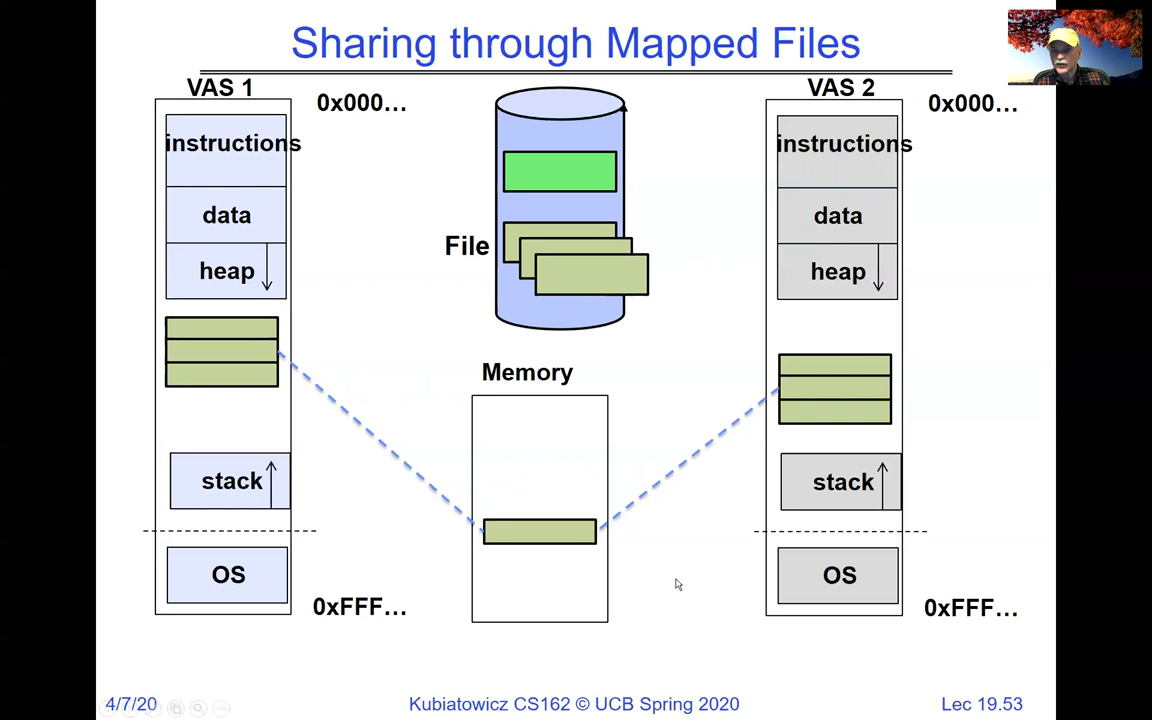 Sharing through Mapped Files
VAS 1
0x000...
VAS 2
0x000...
instructions
instructions
data
data
File
heap
heap
Memory
stack
stack
OS
OS
0xFFF...
0xFFF...
4/7/20
Kubiatowicz CS162 © UCB Spring 2020
Lec 19.53